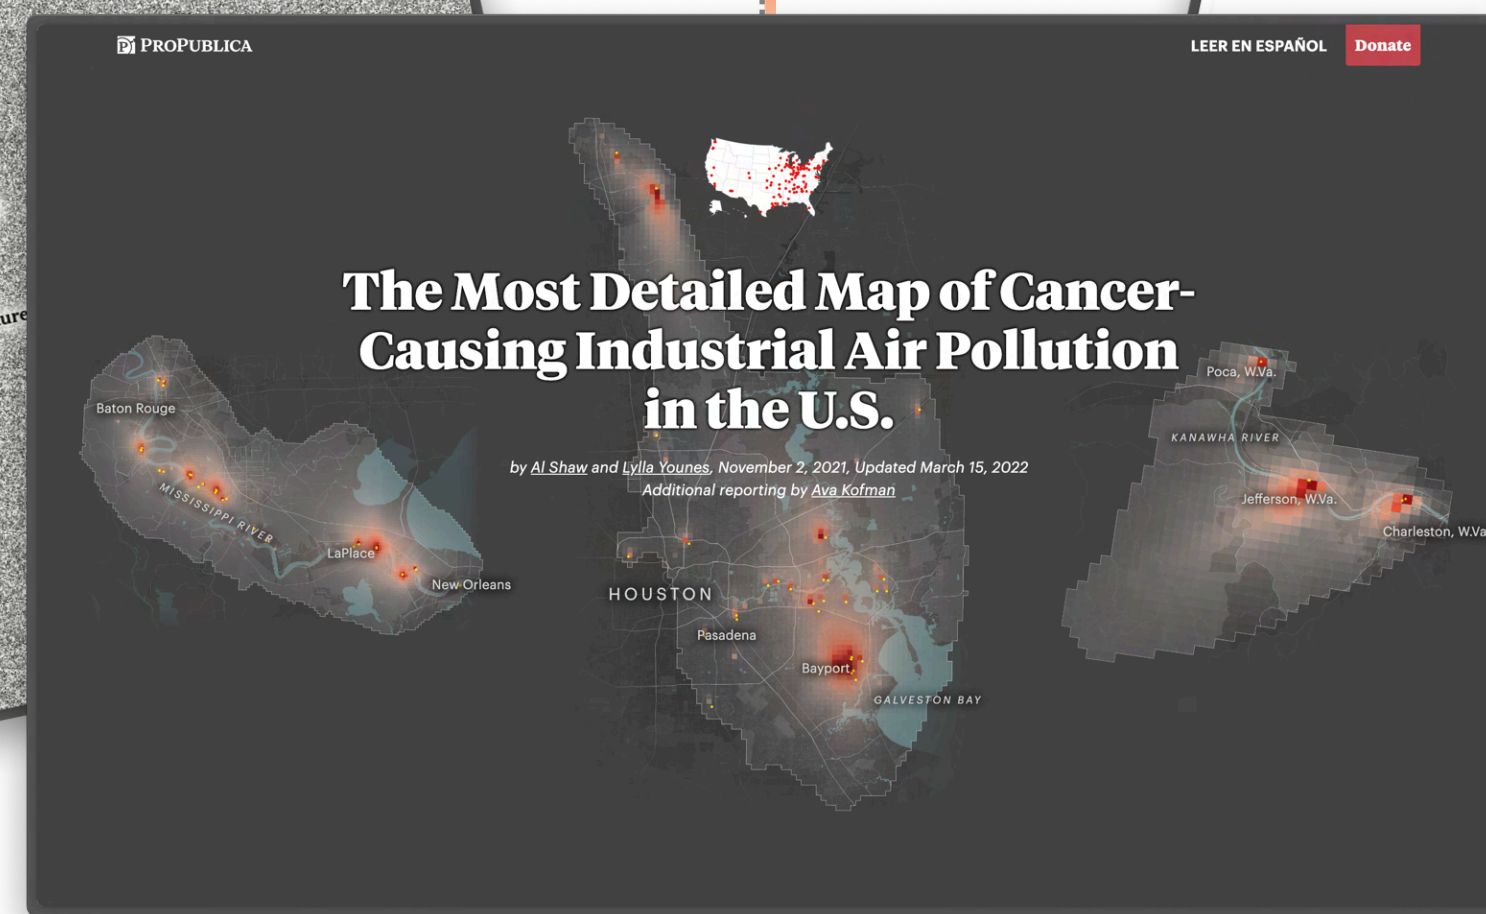 PROPUBLICA
LEER EN ESPAÑOL
Donate
The Most Detailed Map of Cancer-
Causing Industrial Air Pollution
in the U.S.
by Al Shaw and Lylla Younes, November 2, 2021, Updated March 15, 2022
Additional reporting by Ava Kofman
Baton Rouge
MISSISSIPPI RIVER
LaPlace
New Orleans
HOUSTON
Pasadena
Bayport
GALVESTON BAY
Poca, W.Va.
KANAWHA RIVER
Jefferson, W.Va.
Charleston, W.Va